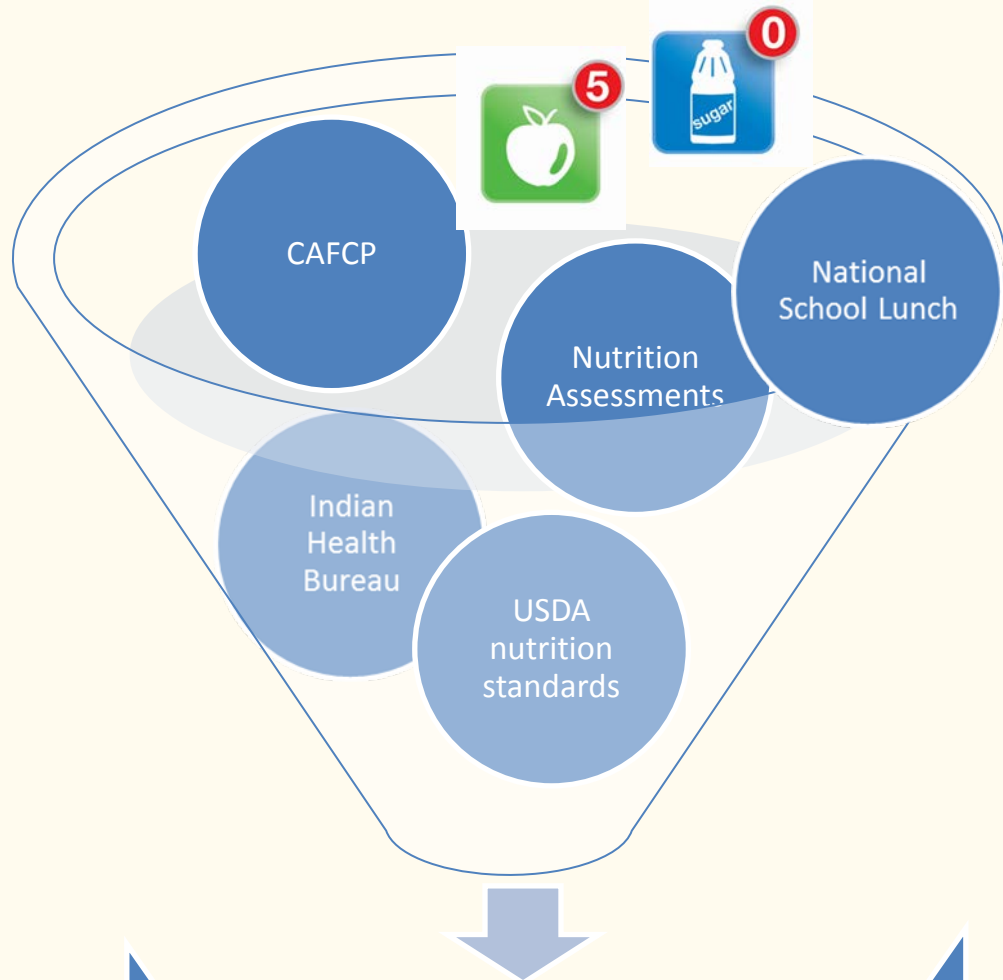 0
5
sugar
CAFCP
National
School Lunch
Nutrition
Assessments
Indian
Health
Bureau
USDA
nutrition
standards